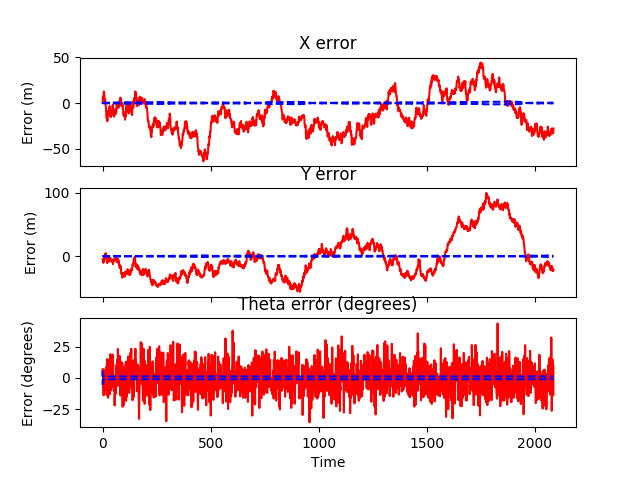 X error
50
0
−50
Error (m)
Y error
100
0
Error (m)
Theta error (degrees)
25
0
−25
Error (degrees)
0 500 1000 1500 2000
Time